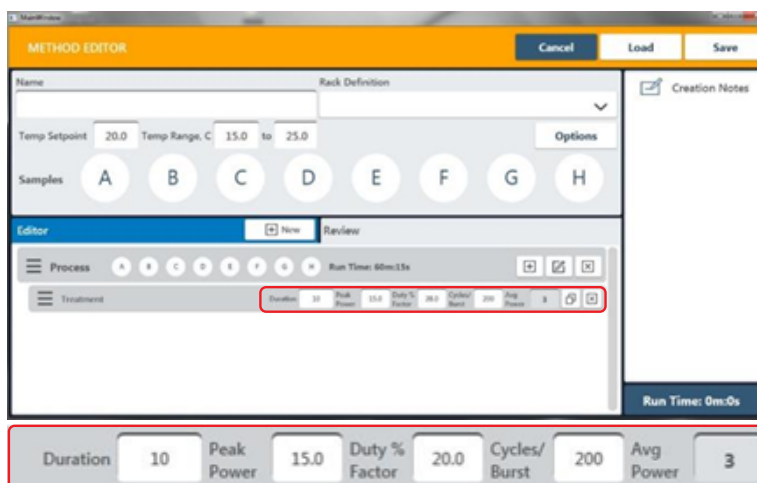 MainWindow
METHOD EDITOR Cancel Load Save
Name Rack Definition Creation Notes
Temp Setpoint 20.0 Temp Range, C 15.0 to 25.0 Options
Samples A B C D E F G H
Editor New Review
Process A B C D E F G H Run Time: 60m:15s
Treatment Duration 10 Peak Power 15.0 Duty % Factor 20.0 Cycles/ Burst 200 Avg Power 3
Run Time: 0m:0s
Duration 10 Peak Power 15.0 Duty % Factor 20.0 Cycles/ Burst 200 Avg Power 3